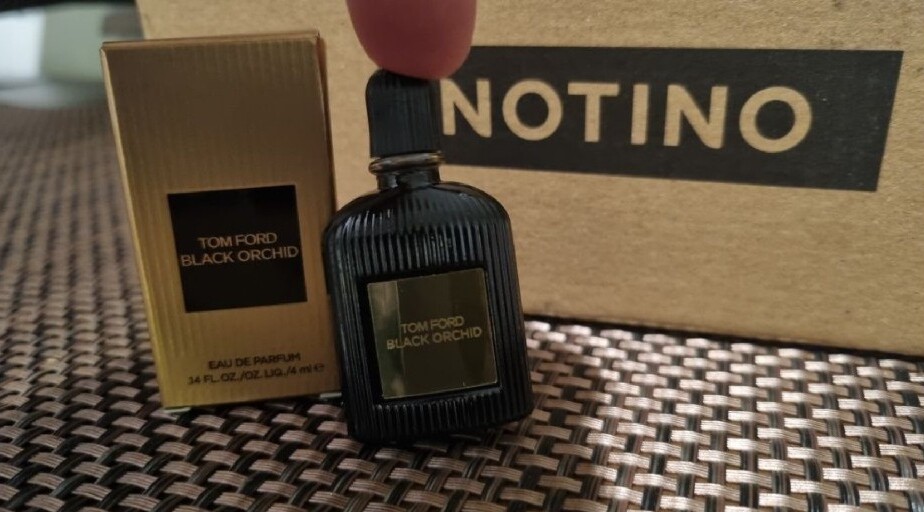 NOTINO
TOM FORD
BLACK ORCHID
EAU DE PARFUM
.14 FL.OZ./OZ. LIQ./4 ml ℮
TOM FORD
BLACK ORCHID